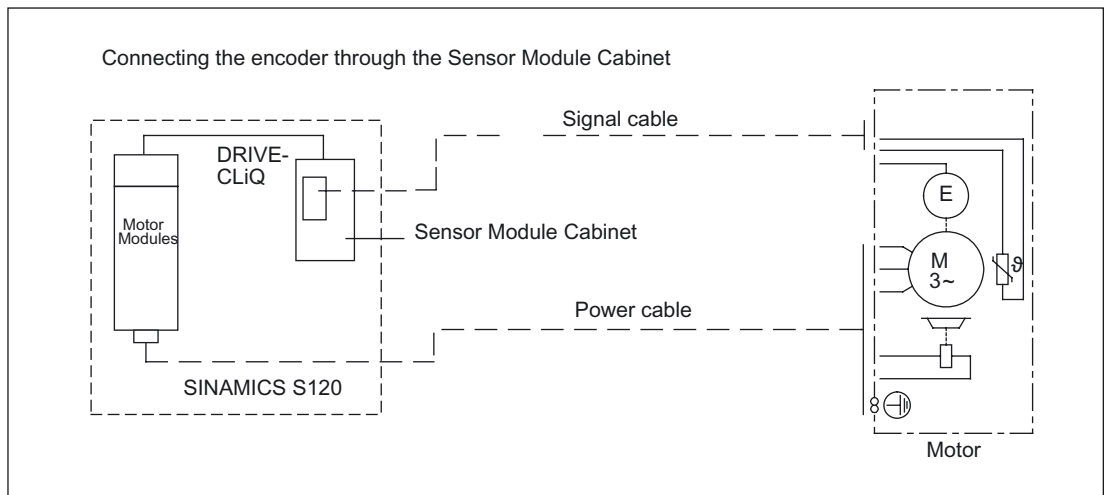 Connecting the encoder through the Sensor Module Cabinet
Signal cable
DRIVE-
CLiQ
Motor
Modules
Sensor Module Cabinet
E
M
3~
ϑ
Power cable
SINAMICS S120
Motor